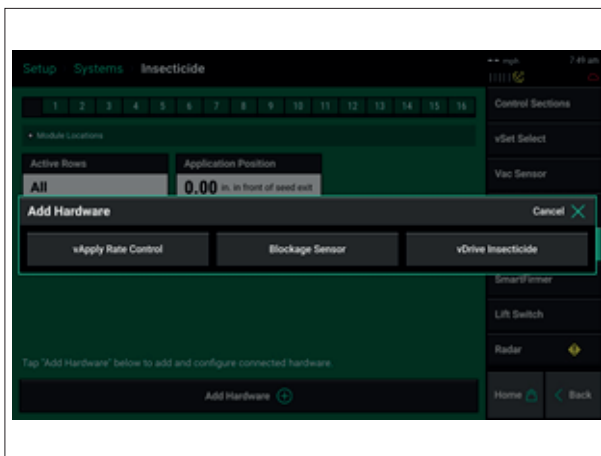 Setup Systems Insecticide
-- mph 7:49 am
1 2 3 4 5 6 7 8 9 10 11 12 13 14 15 16
Control Sections
Module Locations
vSet Select
Active Rows Application Position
Vac Sensor
All 0.00 in. in front of seed exit
Add Hardware Cancel
vApply Rate Control Blockage Sensor vDrive Insecticide
SmartFirmer
Lift Switch
Radar
Tap "Add Hardware" below to add and configure connected hardware.
Add Hardware
Home Back